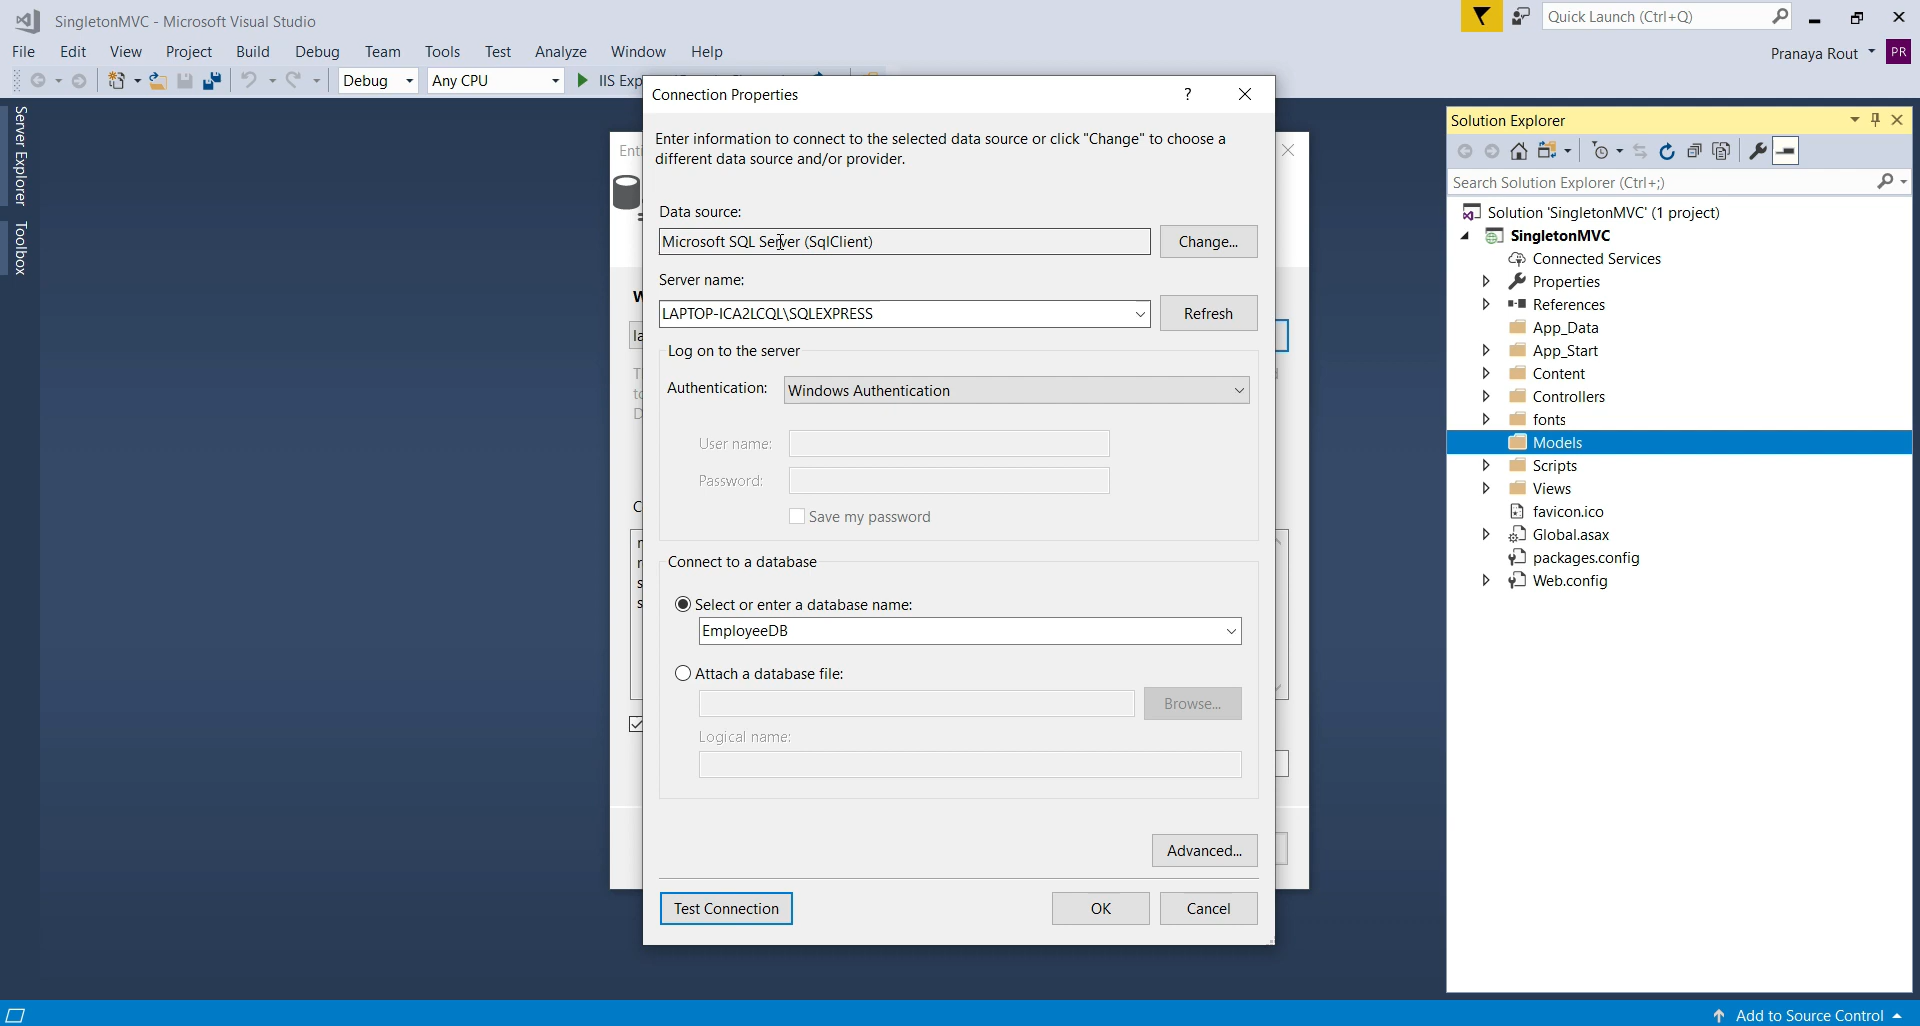 SingletonMVC - Microsoft Visual Studio
Quick Launch (Ctrl+Q)
File Edit View Project Build Debug Team Tools Test Analyze Window Help
Pranaya Rout PR
Debug Any CPU IIS Exp
Server Explorer
Toolbox
Connection Properties ?
Enter information to connect to the selected data source or click "Change" to choose a
different data source and/or provider.
Data source:
Microsoft SQL Server (SqlClient)
Change...
Server name:
LAPTOP-ICA2LCQL\SQLEXPRESS
Refresh
Log on to the server
Authentication: Windows Authentication
User name:
Password:
Save my password
Connect to a database
Select or enter a database name:
EmployeeDB
Attach a database file:
Browse...
Logical name:
Advanced...
Test Connection
OK
Cancel
Solution Explorer
Search Solution Explorer (Ctrl+;)
Solution 'SingletonMVC' (1 project)
SingletonMVC
Connected Services
Properties
References
App_Data
App_Start
Content
Controllers
fonts
Models
Scripts
Views
favicon.ico
Global.asax
packages.config
Web.config
Add to Source Control